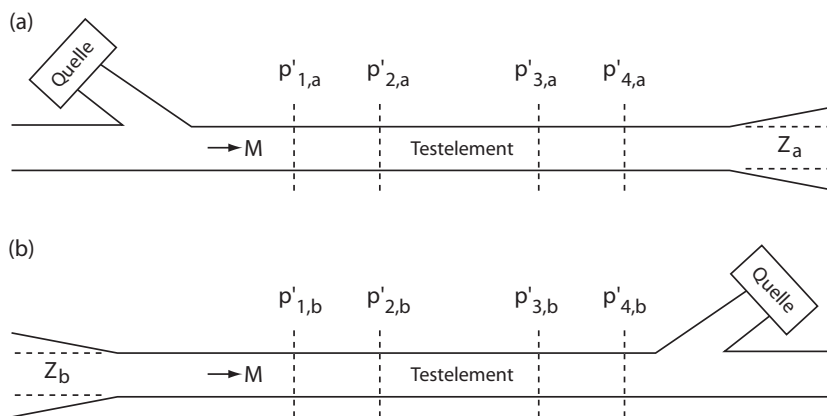 (a)
Quelle
p'1,a p'2,a p'3,a p'4,a
→ M Testelement Za
(b)
Quelle
p'1,b p'2,b p'3,b p'4,b
Zb → M Testelement